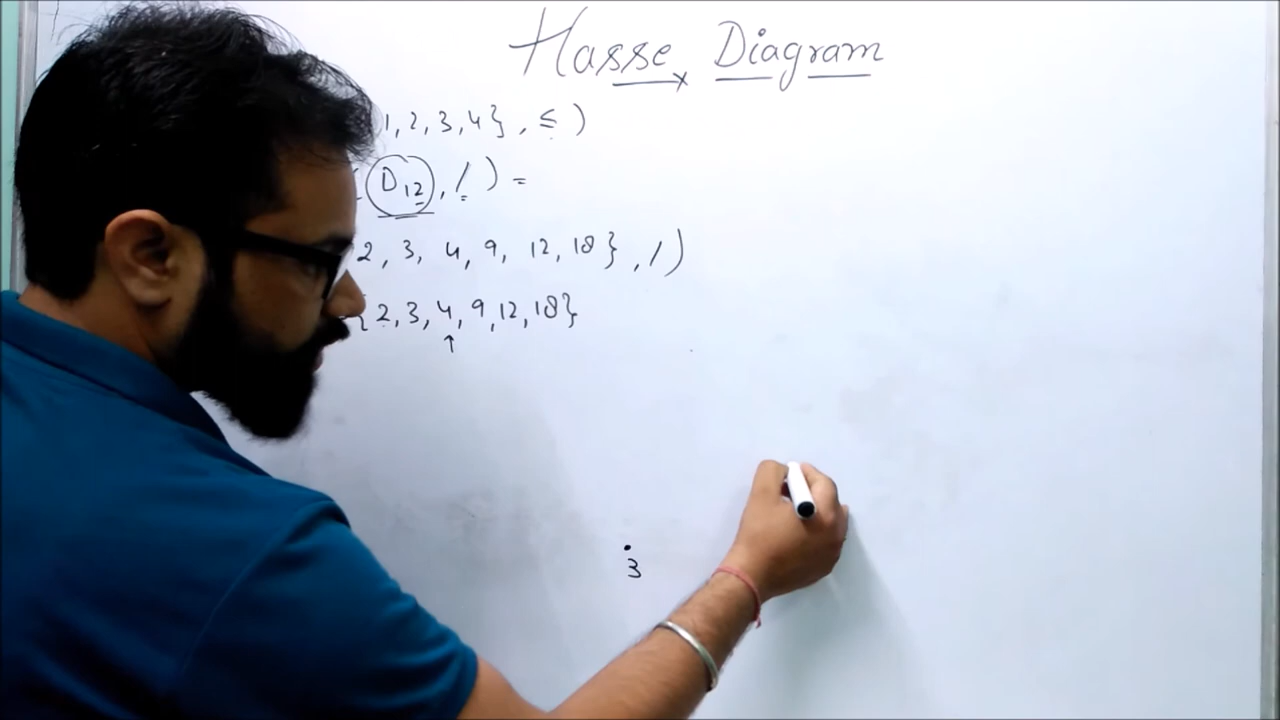 Hasse Diagram
1, 2, 3, 4}, ≤ )
(D12, / ) =
2, 3, 4, 9, 12, 18}, /)
{2, 3, 4, 9, 12, 18}
↑
3